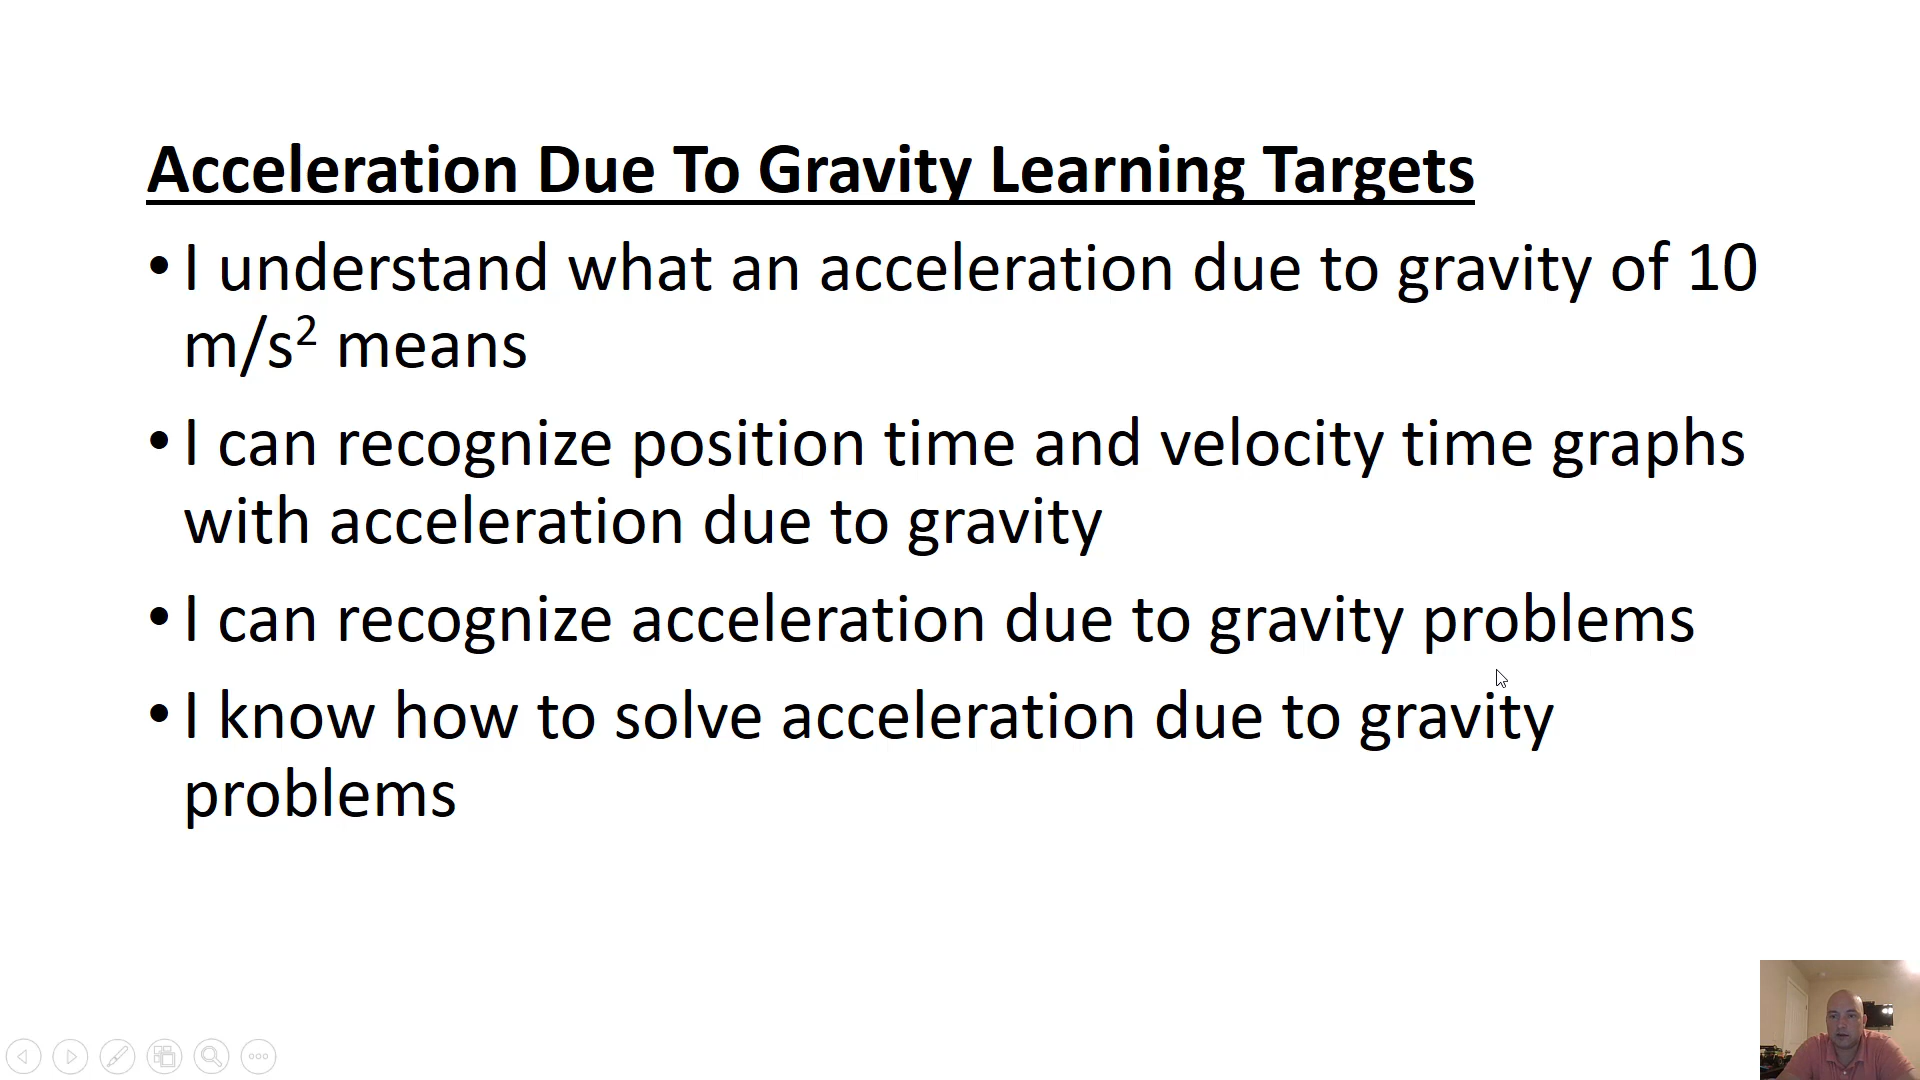 Acceleration Due To Gravity Learning Targets
• I understand what an acceleration due to gravity of 10
m/s² means
• I can recognize position time and velocity time graphs
with acceleration due to gravity
• I can recognize acceleration due to gravity problems
• I know how to solve acceleration due to gravity
problems